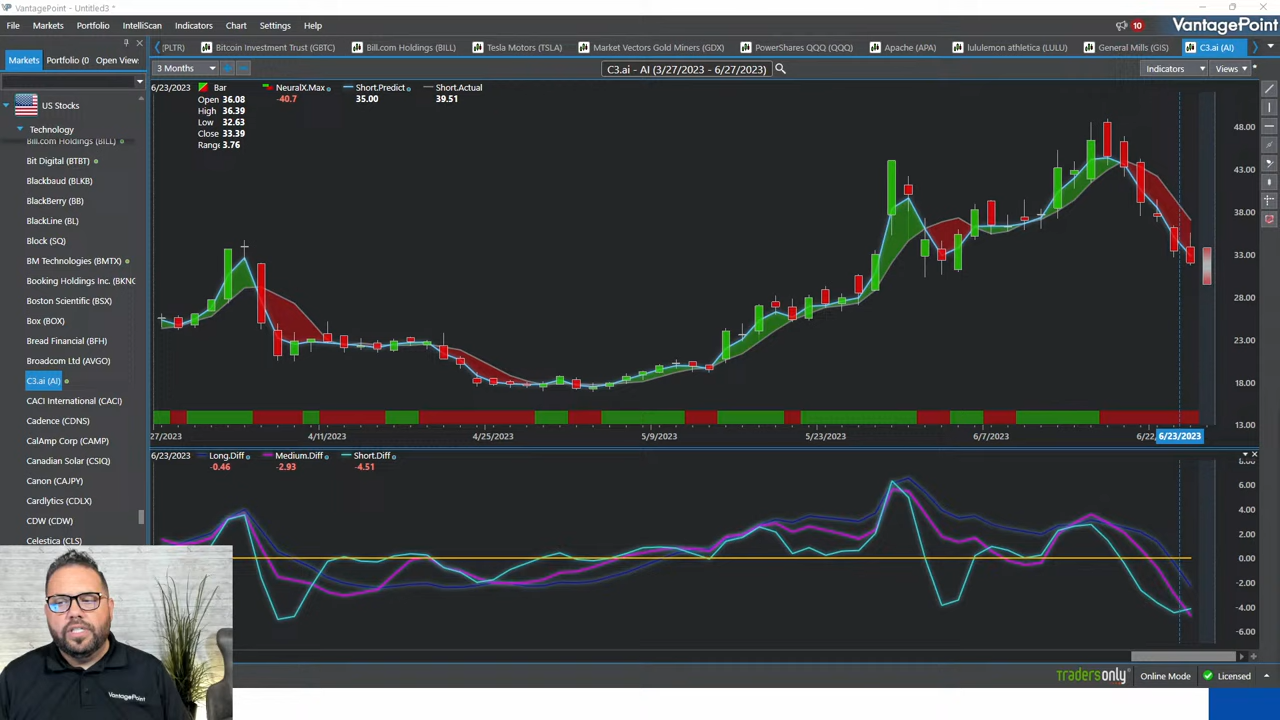 VantagePoint - Untitled3 *
File Markets Portfolio IntelliScan Indicators Chart Settings Help
10 VantagePoint
Markets Portfolio (0 Open View
(PLTR) Bitcoin Investment Trust (GBTC) Bill.com Holdings (BILL) Tesla Motors (TSLA) Market Vectors Gold Miners (GDX) PowerShares QQQ (QQQ) Apache (APA) lululemon athletica (LULU) General Mills (GIS) C3.ai (AI)
3 Months
C3.ai - AI (3/27/2023 - 6/27/2023)
Indicators Views
US Stocks
Technology
Bill.com Holdings (BILL)
Bit Digital (BTBT)
Blackbaud (BLKB)
BlackBerry (BB)
BlackLine (BL)
Block (SQ)
BM Technologies (BMTX)
Booking Holdings Inc. (BKNG
Boston Scientific (BSX)
Box (BOX)
Bread Financial (BFH)
Broadcom Ltd (AVGO)
C3.ai (AI)
CACI International (CACI)
Cadence (CDNS)
CalAmp Corp (CAMP)
Canadian Solar (CSIQ)
Canon (CAJPY)
Cardlytics (CDLX)
CDW (CDW)
Celestica (CLS)
6/23/2023 Bar NeuralX.Max Short.Predict Short.Actual
Open 36.08 -40.7 35.00 39.51
High 36.39
Low 32.63
Close 33.39
Range 3.76
48.00
43.00
38.00
33.00
28.00
23.00
18.00
13.00
27/2023 4/11/2023 4/25/2023 5/9/2023 5/23/2023 6/7/2023 6/22, 6/23/2023
6/23/2023 Long.Diff Medium.Diff Short.Diff
-0.46 -2.93 -4.51
8.00
6.00
4.00
2.00
0.00
-2.00
-4.00
-6.00
tradersonly Online Mode Licensed
VantagePoint